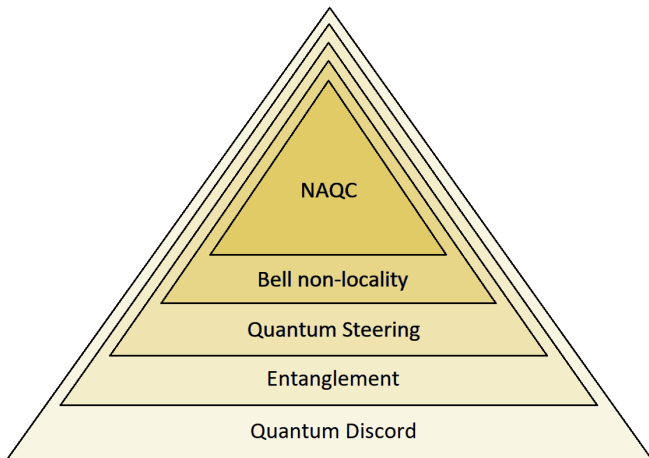 NAQC
Bell non-locality
Quantum Steering
Entanglement
Quantum Discord